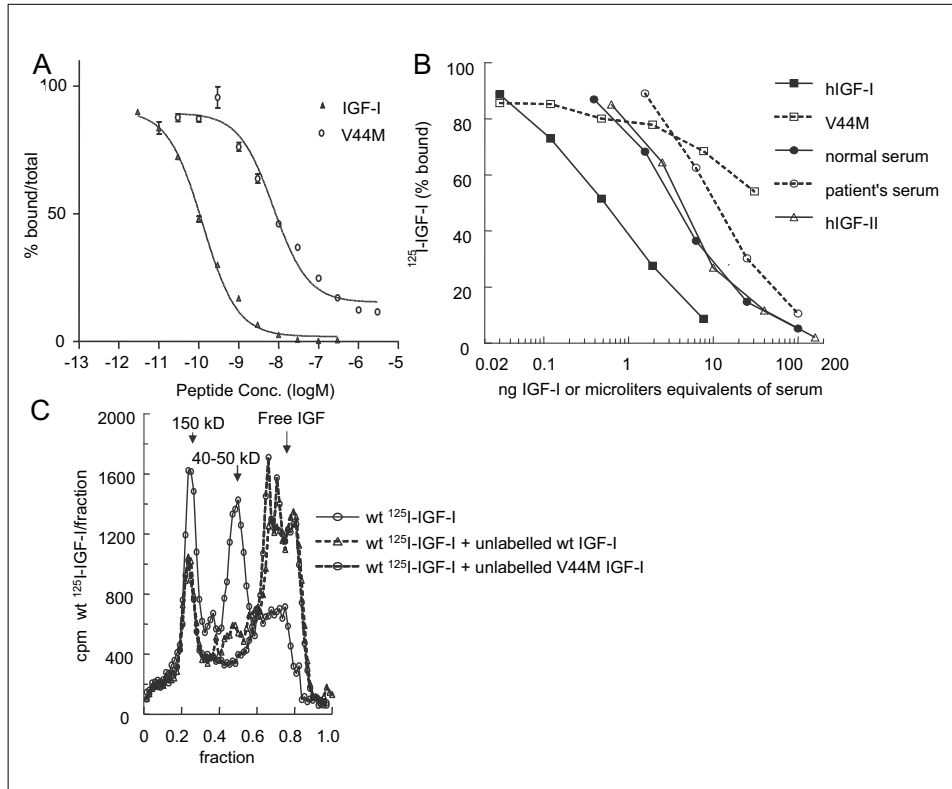 A
100
50
0
% bound/total
-13 -12 -11 -10 -9 -8 -7 -6 -5
Peptide Conc. (logM)
IGF-I
V44M
B
100
80
60
40
20
0
¹²⁵I-IGF-I (% bound)
0.02 0.1 1 10 100 200
ng IGF-I or microliters equivalents of serum
hIGF-I
V44M
normal serum
patient's serum
hIGF-II
C
2000
1600
1200
800
400
0
cpm wt ¹²⁵I-IGF-I/fraction
0 0.2 0.4 0.6 0.8 1.0
fraction
150 kD
40-50 kD
Free IGF
wt ¹²⁵I-IGF-I
wt ¹²⁵I-IGF-I + unlabelled wt IGF-I
wt ¹²⁵I-IGF-I + unlabelled V44M IGF-I